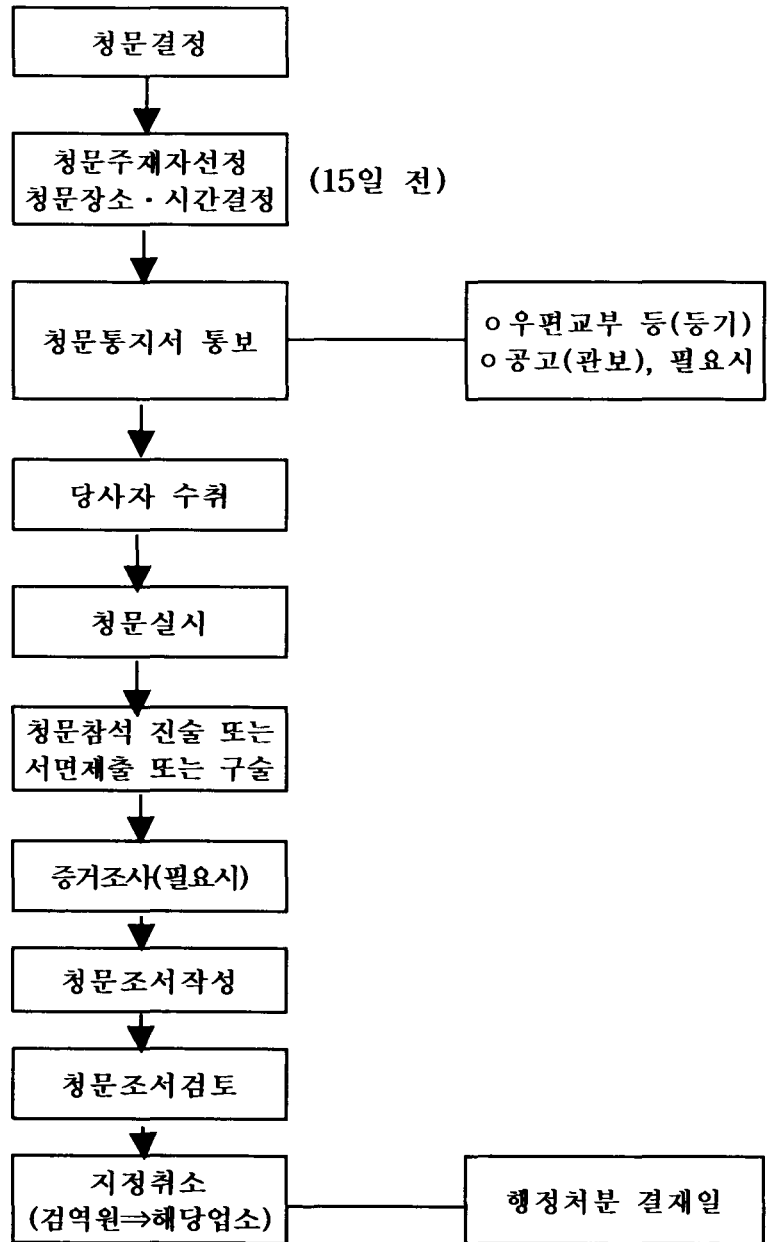 청문결정
청문주재자선정
청문장소 · 시간결정
(15일 전)
청문통지서 통보
ㅇ우편교부 등(등기)
ㅇ공고(관보), 필요시
당사자 수취
청문실시
청문참석 진술 또는
서면제출 또는 구술
증거조사(필요시)
청문조서작성
청문조서검토
지정취소
(검역원⇒해당업소)
행정처분 결재일